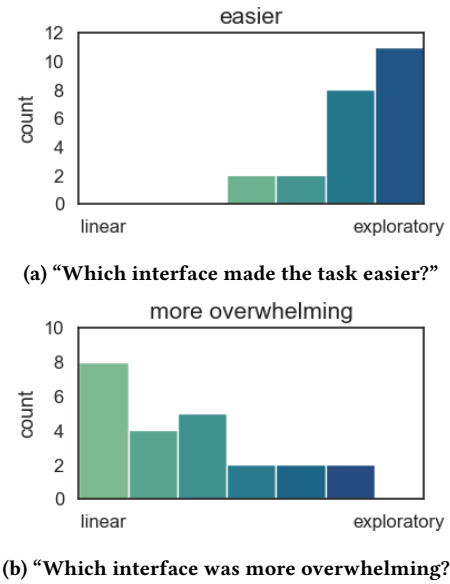 easier
12
10
8
6
4
2
0
count
linear exploratory
(a) “Which interface made the task easier?”
more overwhelming
10
8
6
4
2
0
count
linear exploratory
(b) “Which interface was more overwhelming?